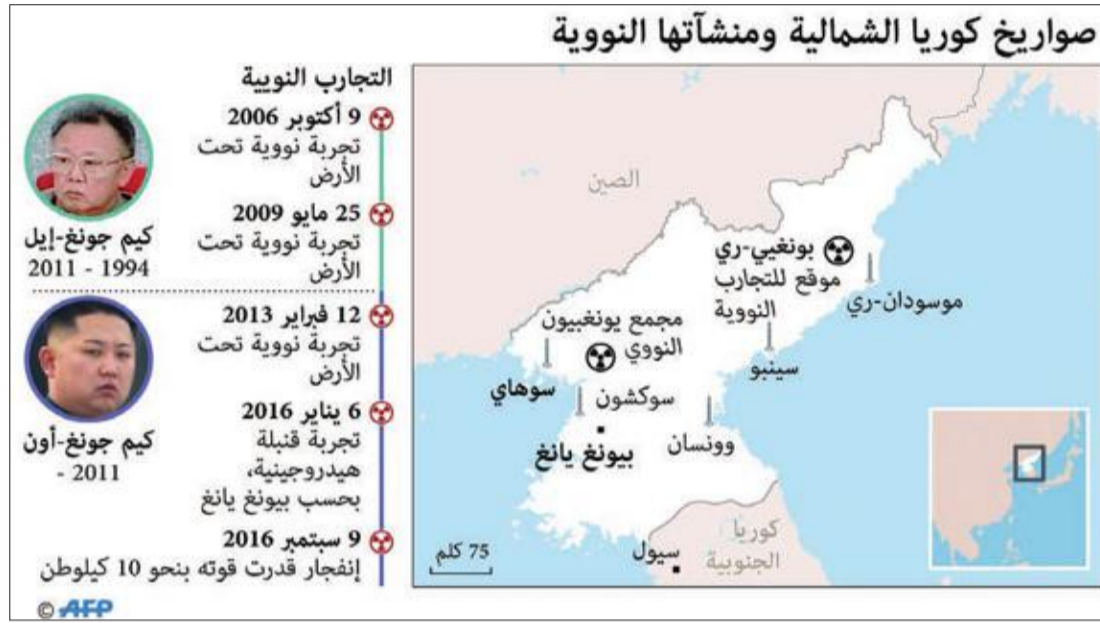 صواريخ كوريا الشمالية ومنشآتها النووية
التجارب النويية
9 أكتوبر 2006
تجربة نووية تحت
الأرض
25 مايو 2009
تجربة نووية تحت
الأرض
كيم جونغ-إيل
1994 - 2011
12 فبراير 2013
تجربة نووية تحت
الأرض
6 يناير 2016
تجربة قنبلة
هيدروجينية،
بحسب بيونغ يانغ
9 سبتمبر 2016
إنفجار قدرت قوته بنحو 10 كيلوطن
كيم جونغ-أون
2011 -
الصين
بونغيي-ري
موقع للتجارب
النووية
موسودان-ري
مجمع يونغبيون
النووي
سينبو
سوهاي
سوكشون
وونسان
بيونغ يانغ
كوريا
الجنوبية
سيول
75 كلم
© AFP